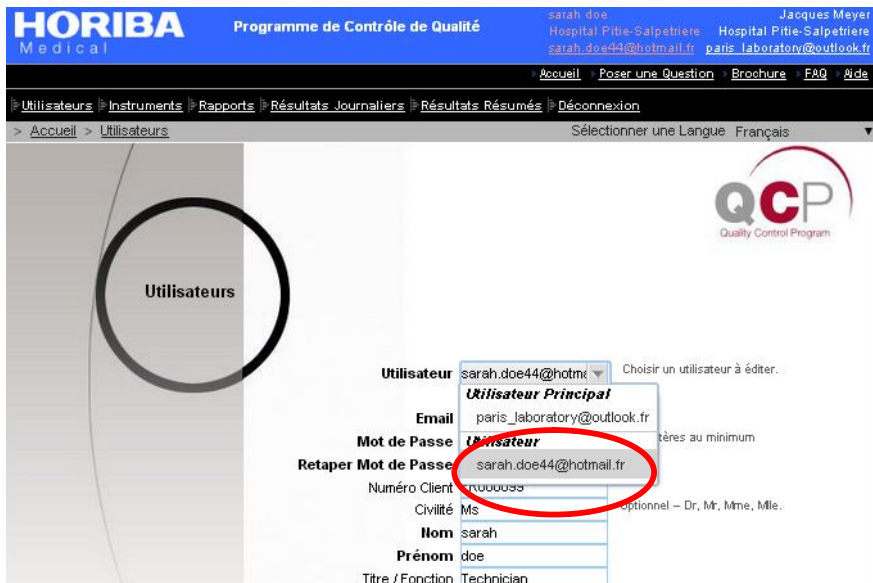 HORIBA
Medical
Programme de Contrôle de Qualité
sarah doe
Hospital Pitie-Salpetriere
sarah.doe44@hotmail.fr
Jacques Meyer
Hospital Pitie-Salpetriere
paris_laboratory@outlook.fr
Accueil Poser une Question Brochure FAQ Aide
Utilisateurs Instruments Rapports Résultats Journaliers Résultats Résumés Déconnexion
> Accueil > Utilisateurs
Sélectionner une Langue Français
QCP
Quality Control Program
Utilisateurs
Utilisateur sarah.doe44@hotma Choisir un utilisateur à éditer.
Utilisateur Principal
Email paris_laboratory@outlook.fr
Mot de Passe Utilisateur tères au minimum
Retaper Mot de Passe sarah.doe44@hotmail.fr
Numéro Client FR000099
Civilité Ms Optionnel – Dr, Mr, Mme, Mlle.
Nom sarah
Prénom doe
Titre / Fonction Technician